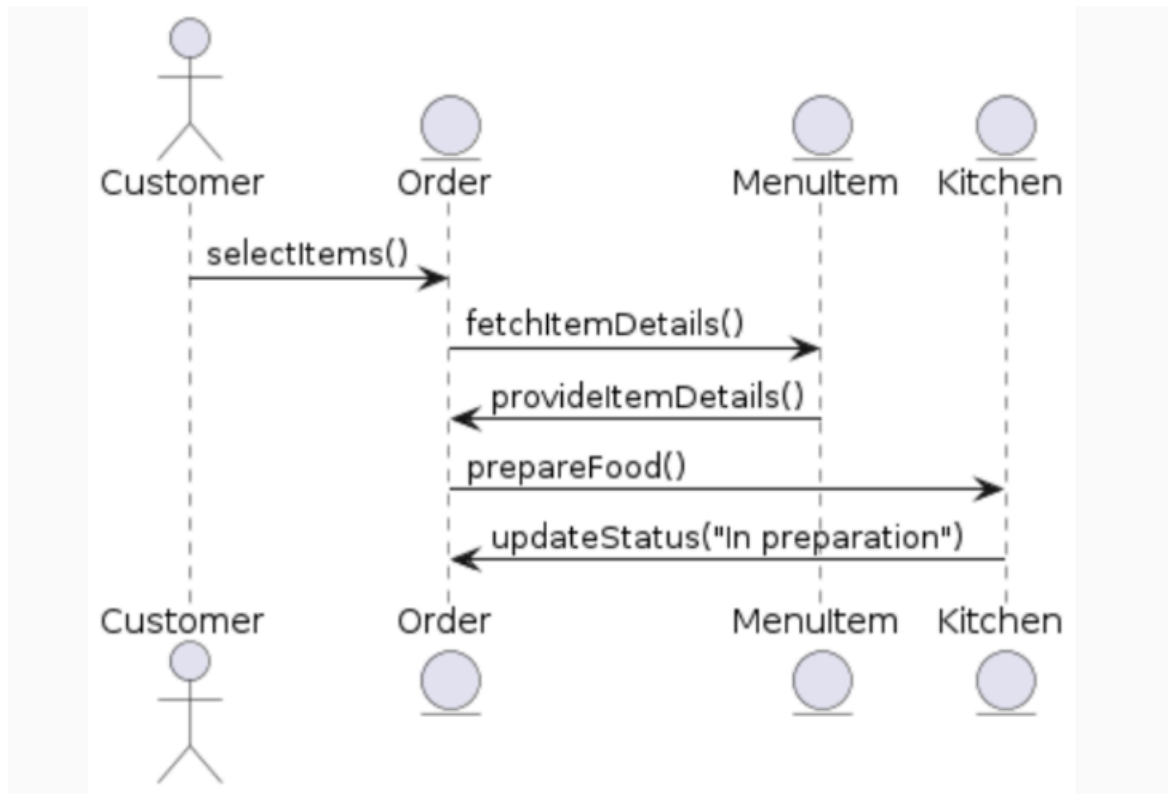 Customer Order MenuItem Kitchen
selectItems()
fetchItemDetails()
provideItemDetails()
prepareFood()
updateStatus("In preparation")
Customer Order MenuItem Kitchen